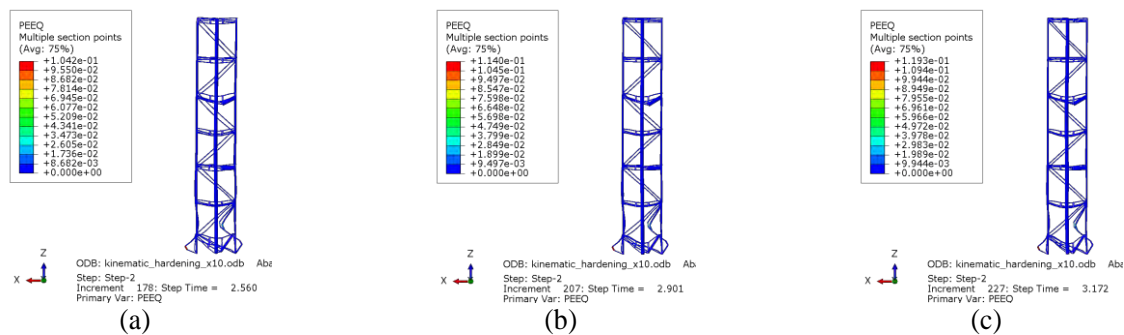 PEEQ
Multiple section points
(Avg: 75%)
+1.042e-01
+9.550e-02
+8.682e-02
+7.814e-02
+6.945e-02
+6.077e-02
+5.209e-02
+4.341e-02
+3.473e-02
+2.605e-02
+1.736e-02
+8.682e-03
+0.000e+00
Z
X
ODB: kinematic_hardening_x10.odb Aba
Step: Step-2
Increment 178: Step Time = 2.560
Primary Var: PEEQ
(a)
PEEQ
Multiple section points
(Avg: 75%)
+1.140e-01
+1.045e-01
+9.497e-02
+8.547e-02
+7.598e-02
+6.648e-02
+5.698e-02
+4.749e-02
+3.799e-02
+2.849e-02
+1.899e-02
+9.497e-03
+0.000e+00
Z
X
ODB: kinematic_hardening_x10.odb Aba
Step: Step-2
Increment 207: Step Time = 2.901
Primary Var: PEEQ
(b)
PEEQ
Multiple section points
(Avg: 75%)
+1.193e-01
+1.094e-01
+9.944e-02
+8.949e-02
+7.955e-02
+6.961e-02
+5.966e-02
+4.972e-02
+3.978e-02
+2.983e-02
+1.989e-02
+9.944e-03
+0.000e+00
Z
X
ODB: kinematic_hardening_x10.odb Aba
Step: Step-2
Increment 227: Step Time = 3.172
Primary Var: PEEQ
(c)